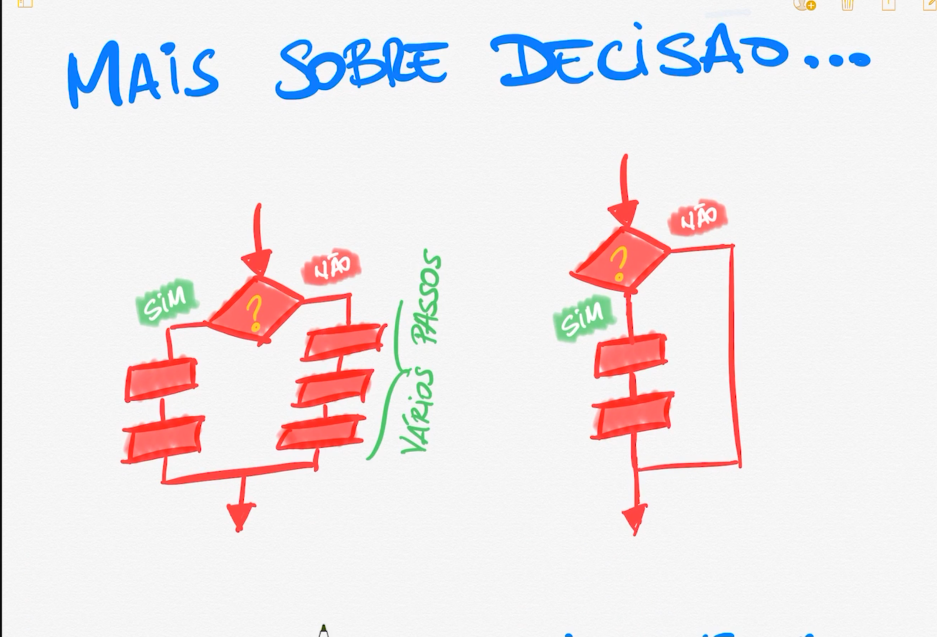 MAIS SOBRE DECISAO...
SIM
?
NÃO
VÁRIOS PASSOS
?
NÃO
SIM